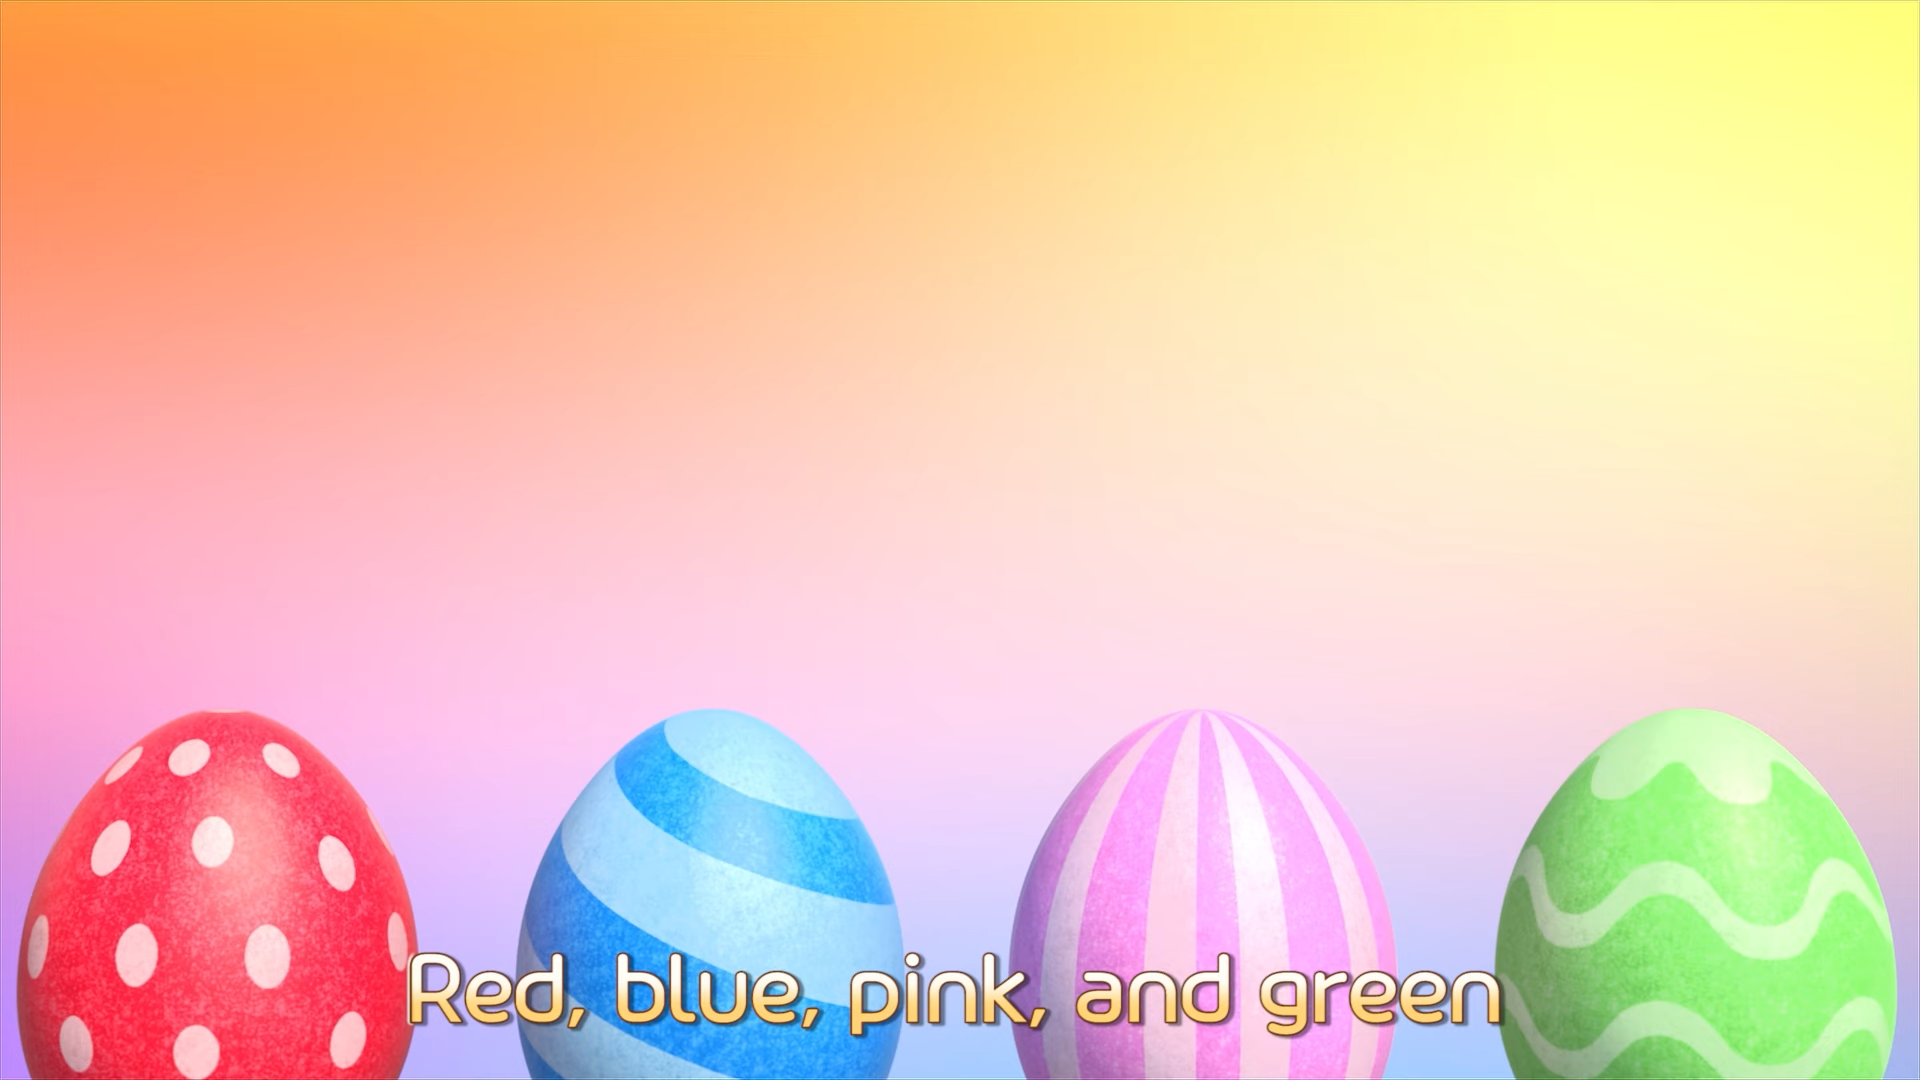 Red, blue, pink, and green